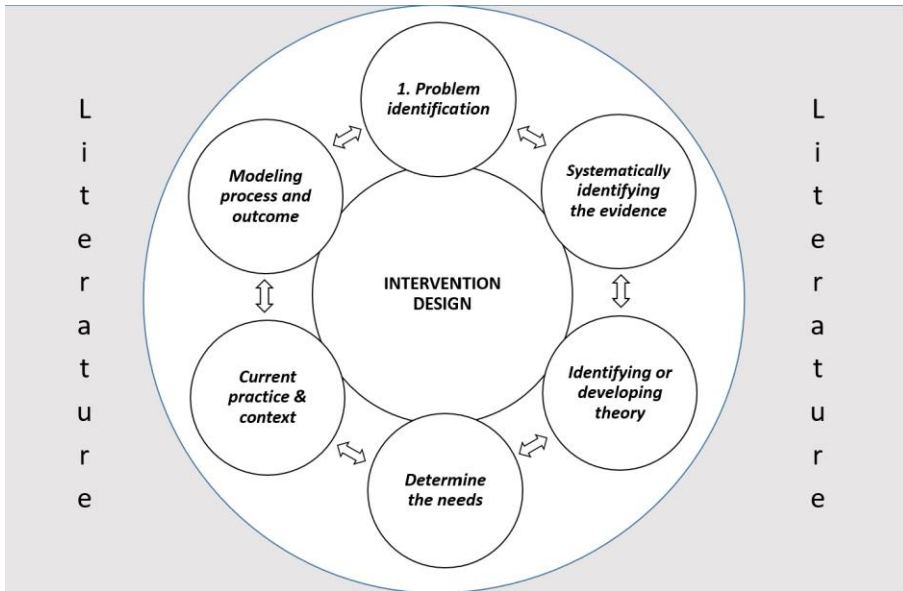 L
i
t
e
r
a
t
u
r
e
1. Problem
identification
Systematically
identifying
the evidence
Identifying or
developing
theory
Determine
the needs
Current
practice &
context
Modeling
process and
outcome
INTERVENTION
DESIGN
L
i
t
e
r
a
t
u
r
e